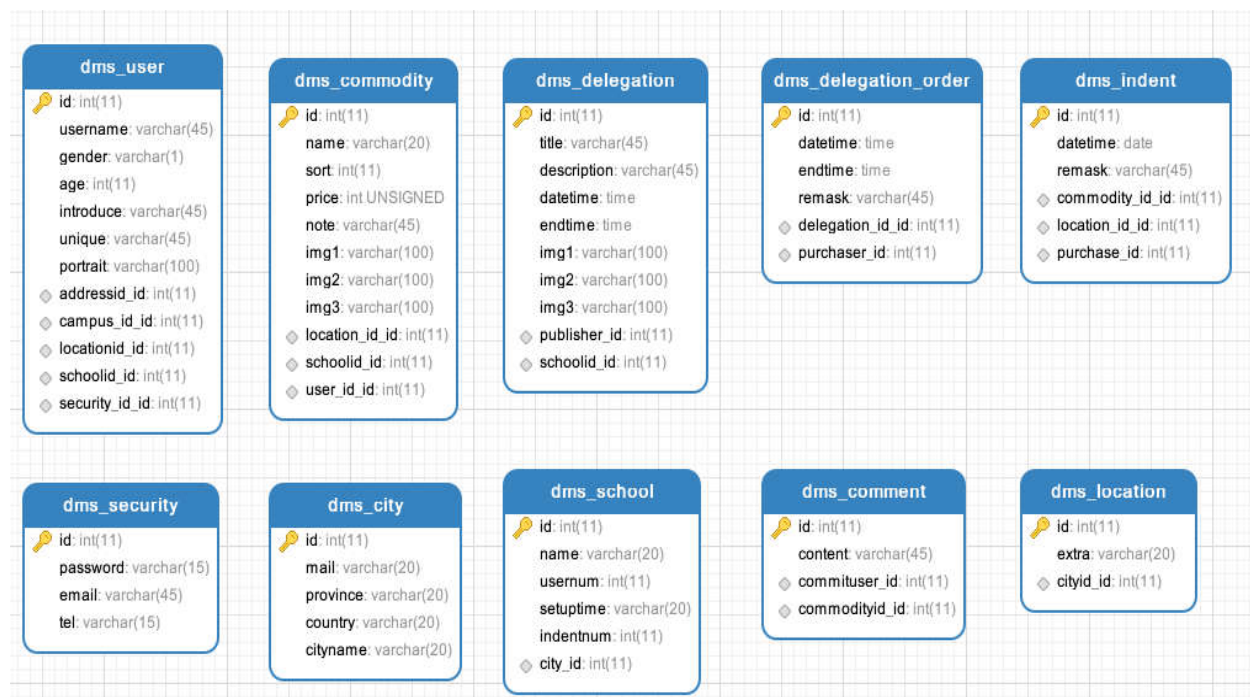 dms_user
id: int(11)
username: varchar(45)
gender: varchar(1)
age: int(11)
introduce: varchar(45)
unique: varchar(45)
portrait: varchar(100)
addressid_id: int(11)
campus_id_id: int(11)
locationid_id: int(11)
schoolid_id: int(11)
security_id_id: int(11)
dms_commodity
id: int(11)
name: varchar(20)
sort: int(11)
price: int UNSIGNED
note: varchar(45)
img1: varchar(100)
img2: varchar(100)
img3: varchar(100)
location_id_id: int(11)
schoolid_id: int(11)
user_id_id: int(11)
dms_delegation
id: int(11)
title: varchar(45)
description: varchar(45)
datetime: time
endtime: time
img1: varchar(100)
img2: varchar(100)
img3: varchar(100)
publisher_id: int(11)
schoolid_id: int(11)
dms_delegation_order
id: int(11)
datetime: time
endtime: time
remask: varchar(45)
delegation_id_id: int(11)
purchaser_id: int(11)
dms_indent
id: int(11)
datetime: date
remask: varchar(45)
commodity_id_id: int(11)
location_id_id: int(11)
purchase_id: int(11)
dms_security
id: int(11)
password: varchar(15)
email: varchar(45)
tel: varchar(15)
dms_city
id: int(11)
mail: varchar(20)
province: varchar(20)
country: varchar(20)
cityname: varchar(20)
dms_school
id: int(11)
name: varchar(20)
usernum: int(11)
setuptime: varchar(20)
indentnum: int(11)
city_id: int(11)
dms_comment
id: int(11)
content: varchar(45)
commituser_id: int(11)
commodityid_id: int(11)
dms_location
id: int(11)
extra: varchar(20)
cityid_id: int(11)